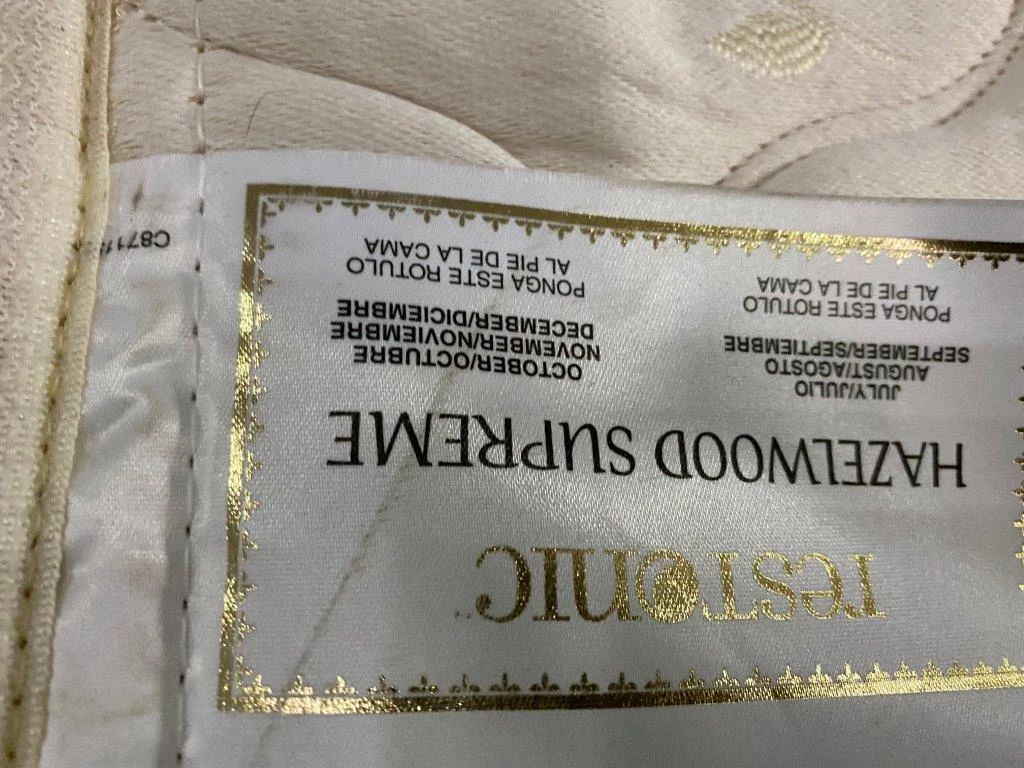 resTonic
HAZELWOOD SUPREME
JULY/JULIO
AUGUST/AGOSTO
SEPTEMBER/SEPTIEMBRE
PONGA ESTE ROTULO
AL PIE DE LA CAMA
OCTOBER/OCTUBRE
NOVEMBER/NOVIEMBRE
DECEMBER/DICIEMBRE
PONGA ESTE ROTULO
AL PIE DE LA CAMA